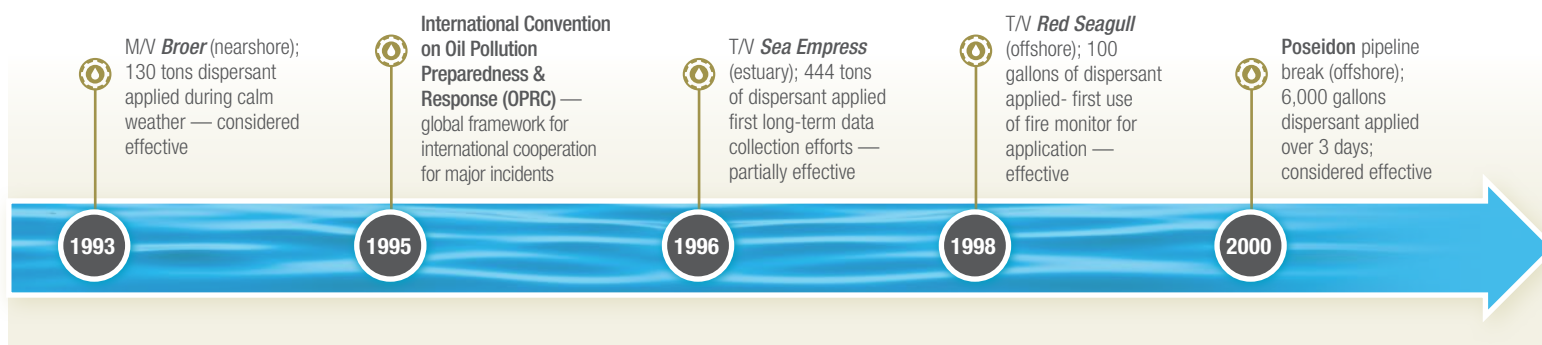 M/V Broer (nearshore);
130 tons dispersant
applied during calm
weather — considered
effective
International Convention
on Oil Pollution
Preparedness &
Response (OPRC) —
global framework for
international cooperation
for major incidents
T/V Sea Empress
(estuary); 444 tons
of dispersant applied
first long-term data
collection efforts —
partially effective
T/V Red Seagull
(offshore); 100
gallons of dispersant
applied- first use
of fire monitor for
application —
effective
Poseidon pipeline
break (offshore);
6,000 gallons
dispersant applied
over 3 days;
considered effective
1993
1995
1996
1998
2000